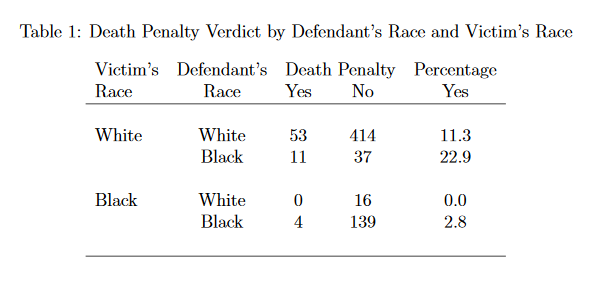 Table 1: Death Penalty Verdict by Defendant's Race and Victim's Race
Victim's Defendant's Death Penalty Percentage
Race Race Yes No Yes
White White 53 414 11.3
Black 11 37 22.9
Black White 0 16 0.0
Black 4 139 2.8